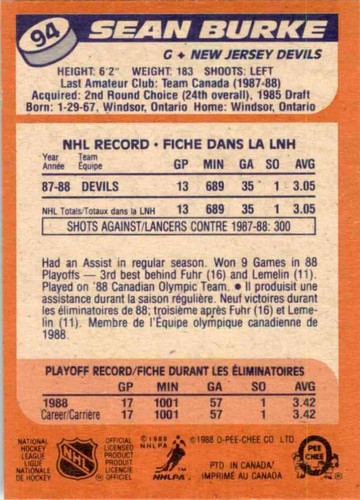 94
SEAN BURKE
G + NEW JERSEY DEVILS
HEIGHT: 6'2" WEIGHT: 183 SHOOTS: LEFT
Last Amateur Club: Team Canada (1987-88)
Acquired: 2nd Round Choice (24th overall), 1985 Draft
Born: 1-29-67, Windsor, Ontario Home: Windsor, Ontario
NHL RECORD • FICHE DANS LA LNH
Year Team
Année Équipe GP MIN GA SO AVG
87-88 DEVILS 13 689 35 1 3.05
NHL Totals/Totaux dans la LNH 13 689 35 1 3.05
SHOTS AGAINST/LANCERS CONTRE 1987-88: 300
Had an Assist in regular season. Won 9 Games in 88
Playoffs — 3rd best behind Fuhr (16) and Lemelin (11).
Played on '88 Canadian Olympic Team. • Il produisit une
assistance durant la saison régulière. Neuf victoires durant
les éliminatoires de 88; troisième après Fuhr (16) et Leme-
lin (11). Membre de l'Équipe olympique canadienne de
1988.
PLAYOFF RECORD/FICHE DURANT LES ÉLIMINATOIRES
GP MIN GA SO AVG
1988 17 1001 57 1 3.42
Career/Carrière 17 1001 57 1 3.42
NATIONAL
HOCKEY
LEAGUE
LIGUE
NATIONALE
DE HOCKEY
NHL
OFFICIAL
LICENSED
PRODUCT
PRODUIT
OFFICIEL
© 1988
NHLPA
NHLPA
© 1988 O-PEE-CHEE CO. LTD.
PTD. IN CANADA/
IMPRIMÉ AU CANADA
O
PEE
CHEE